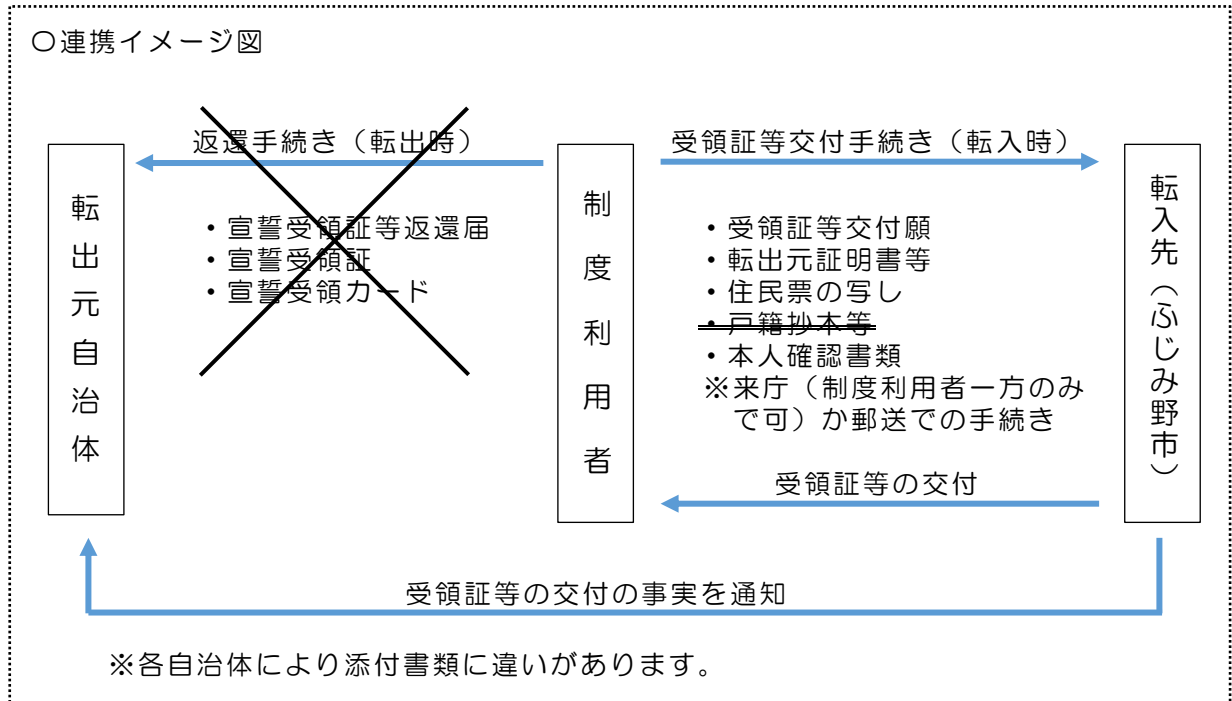 〇連携イメージ図
返還手続き（転出時）
受領証等交付手続き（転入時）
転出元自治体
・宣誓受領証等返還届
・宣誓受領証
・宣誓受領カード
制度利用者
・受領証等交付願
・転出元証明書等
・住民票の写し
・戸籍抄本等
・本人確認書類
※来庁（制度利用者一方のみ
で可）か郵送での手続き
転入先（ふじみ野市）
受領証等の交付
受領証等の交付の事実を通知
※各自治体により添付書類に違いがあります。